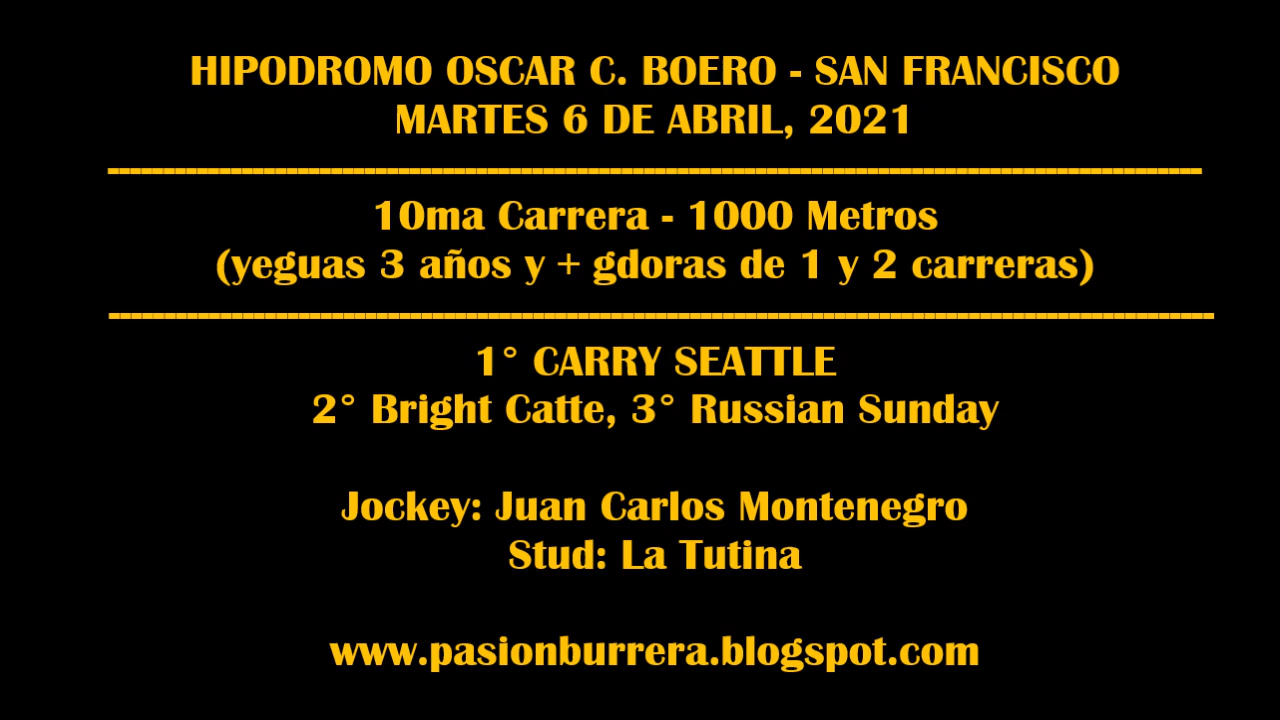 HIPODROMO OSCAR C. BOERO - SAN FRANCISCO
MARTES 6 DE ABRIL, 2021
10ma Carrera - 1000 Metros
(yeguas 3 años y + gdoras de 1 y 2 carreras)
1° CARRY SEATTLE
2° Bright Catte, 3° Russian Sunday
Jockey: Juan Carlos Montenegro
Stud: La Tutina
www.pasionburrera.blogspot.com